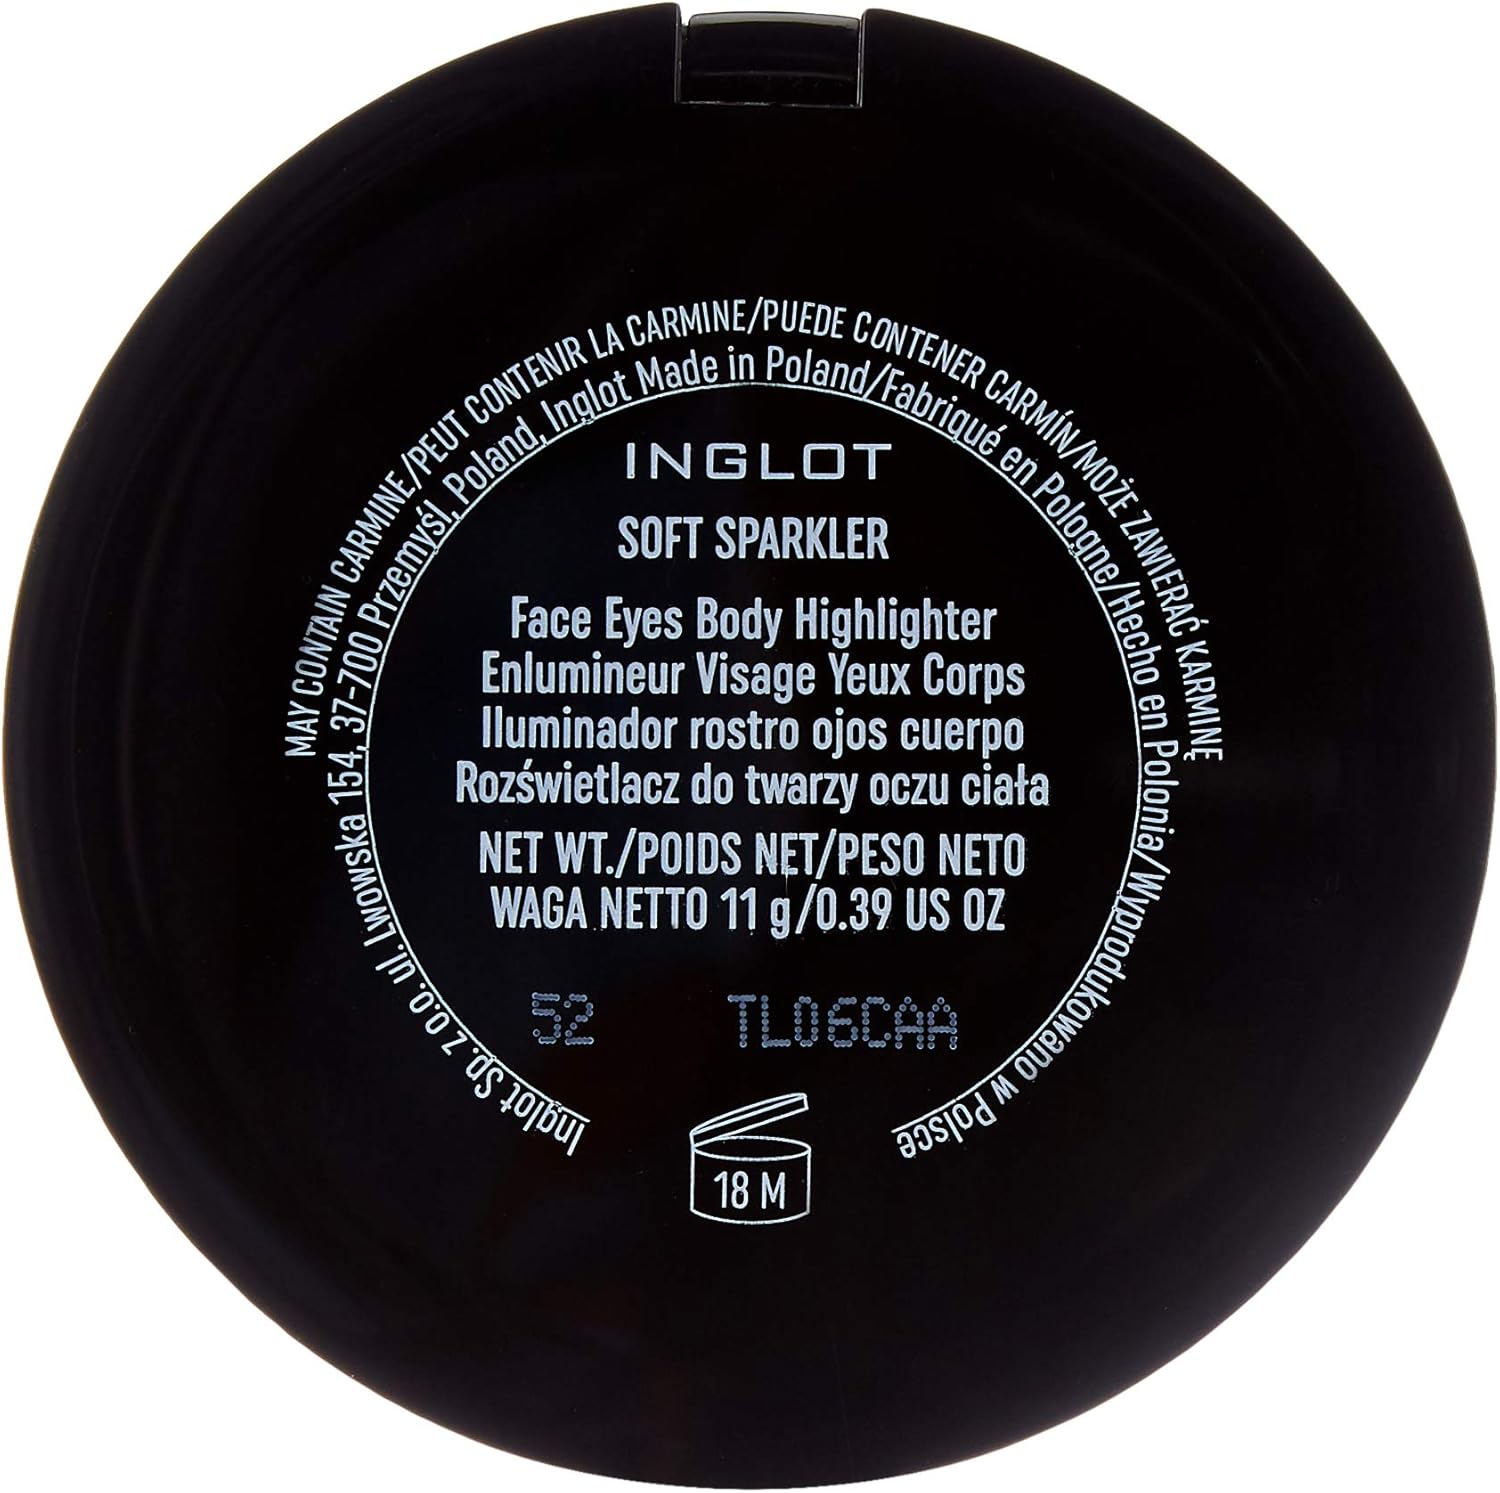 MAY CONTAIN CARMINE/PEUT CONTENIR LA CARMINE/PUEDE CONTENER CARMÍN/MOŻE ZAWIERAĆ KARMINĘ
Inglot Sp. z o.o. ul. Lwowska 154, 37-700 Przemyśl, Poland, Inglot Made in Poland/Fabriqué en Pologne/Hecho en Polonia/Wyprodukowano w Polsce
INGLOT
SOFT SPARKLER
Face Eyes Body Highlighter
Enlumineur Visage Yeux Corps
Iluminador rostro ojos cuerpo
Rozświetlacz do twarzy oczu ciała
NET WT./POIDS NET/PESO NETO
WAGA NETTO 11 g/0.39 US OZ
52 TL06CAA
18 M